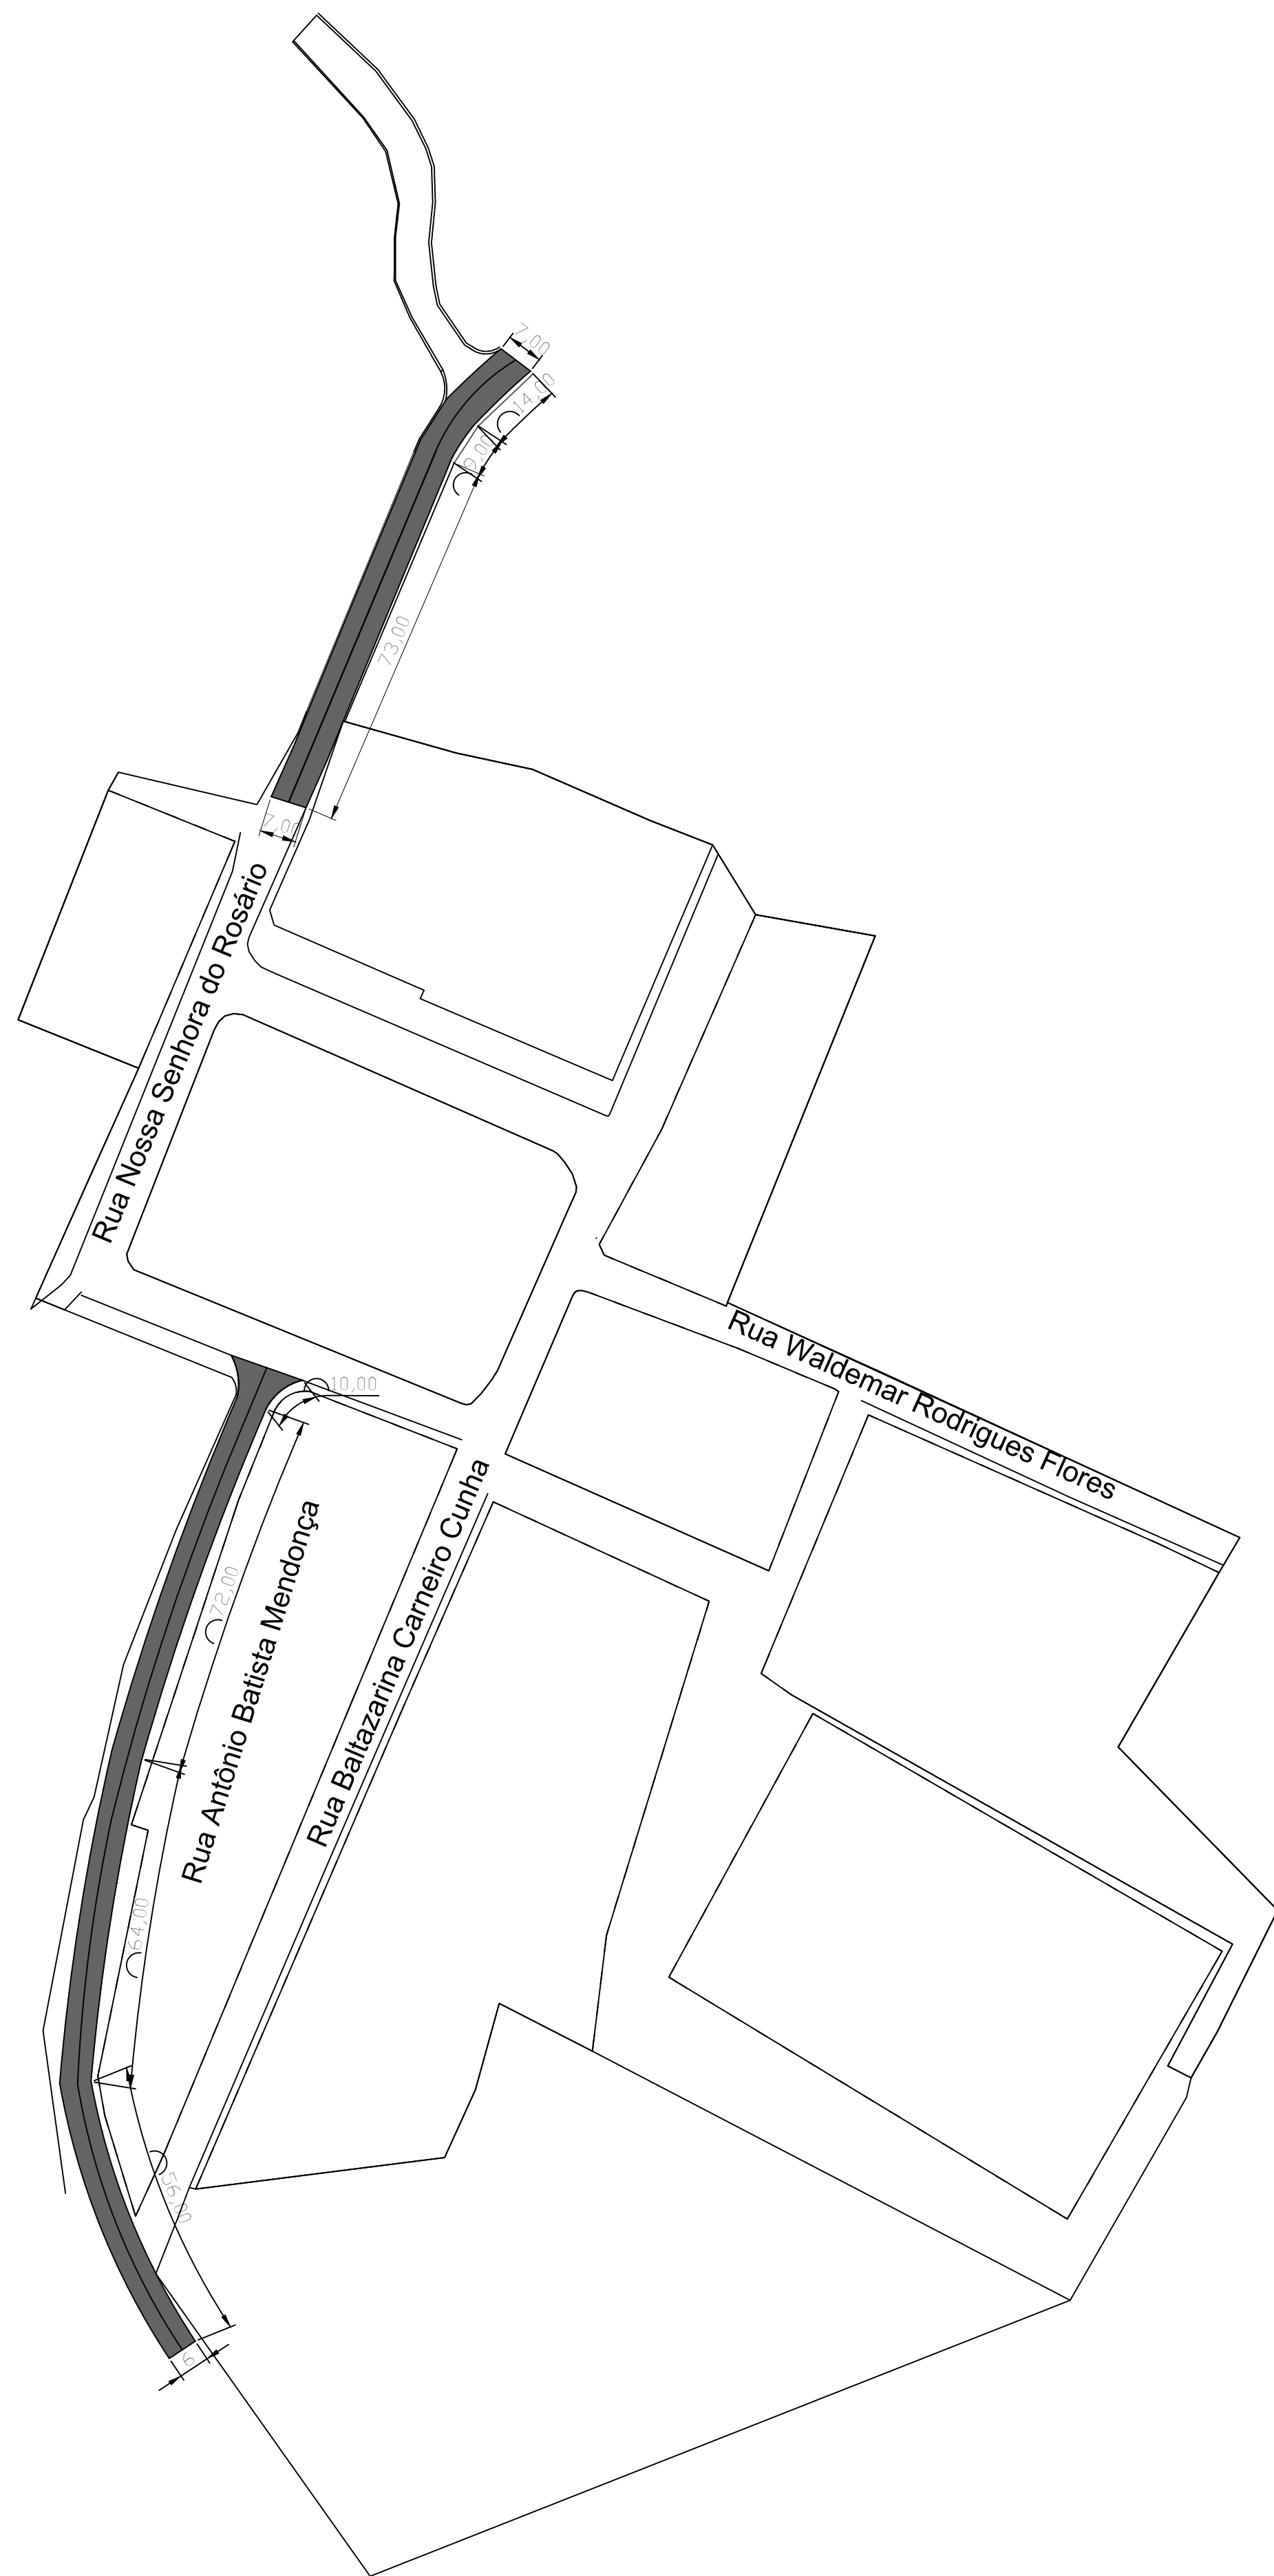 7,00
14,00
9,00
73,00
7,00
Rua Nossa Senhora do Rosário
Rua Waldemar Rodrigues Flores
10,00
Rua Baltazarina Carneiro Cunha
Rua Antônio Batista Mendonça
72,00
64,00
56,00
6